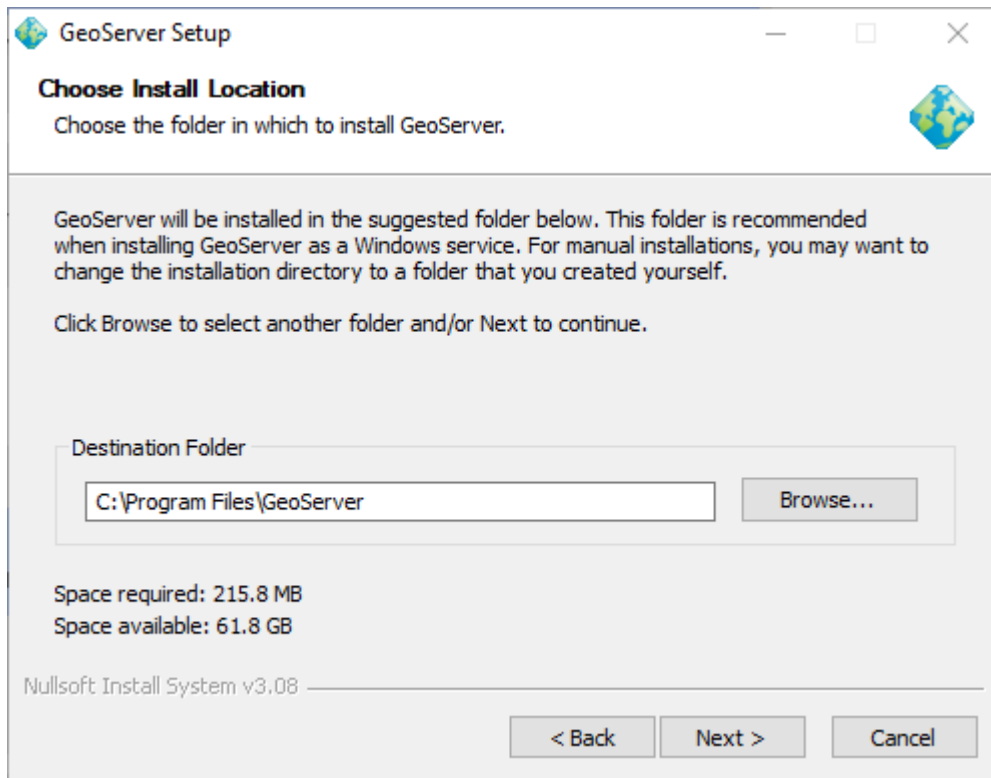 GeoServer Setup
Choose Install Location
Choose the folder in which to install GeoServer.
GeoServer will be installed in the suggested folder below. This folder is recommended
when installing GeoServer as a Windows service. For manual installations, you may want to
change the installation directory to a folder that you created yourself.
Click Browse to select another folder and/or Next to continue.
Destination Folder
C:\Program Files\GeoServer
Browse...
Space required: 215.8 MB
Space available: 61.8 GB
Nullsoft Install System v3.08
< Back
Next >
Cancel